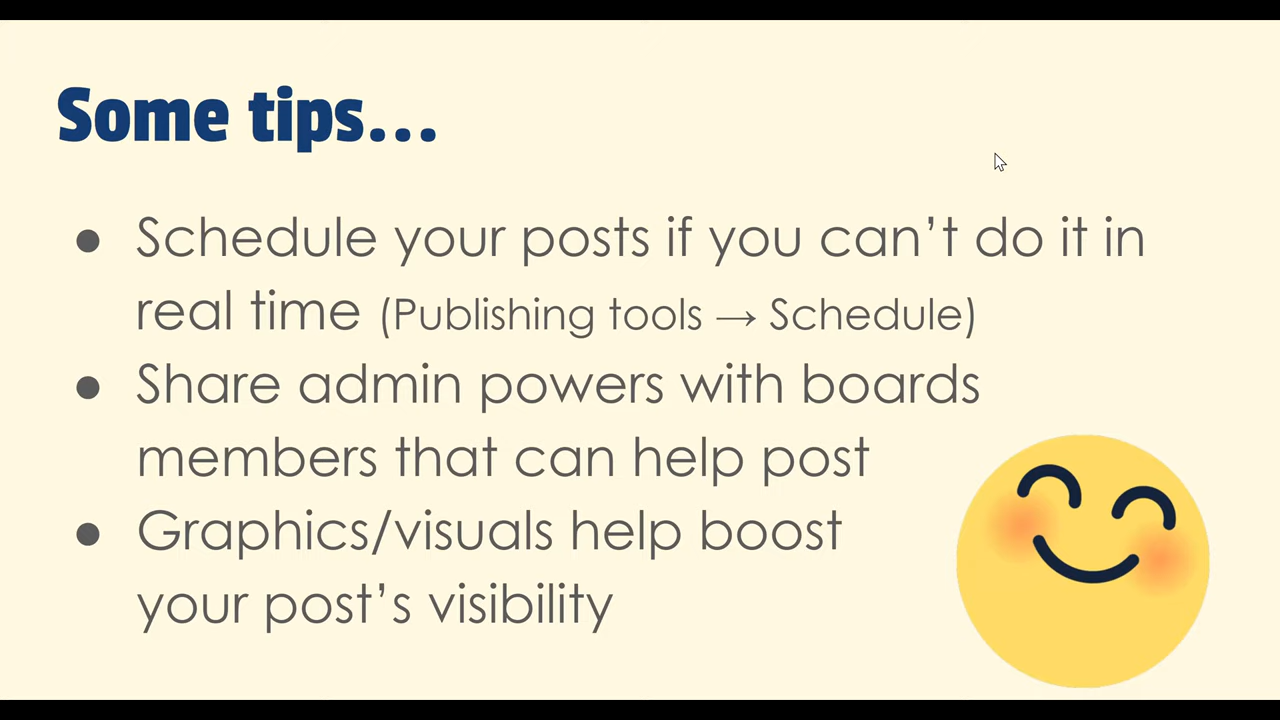 Some tips...
● Schedule your posts if you can’t do it in
real time (Publishing tools → Schedule)
● Share admin powers with boards
members that can help post
● Graphics/visuals help boost
your post’s visibility